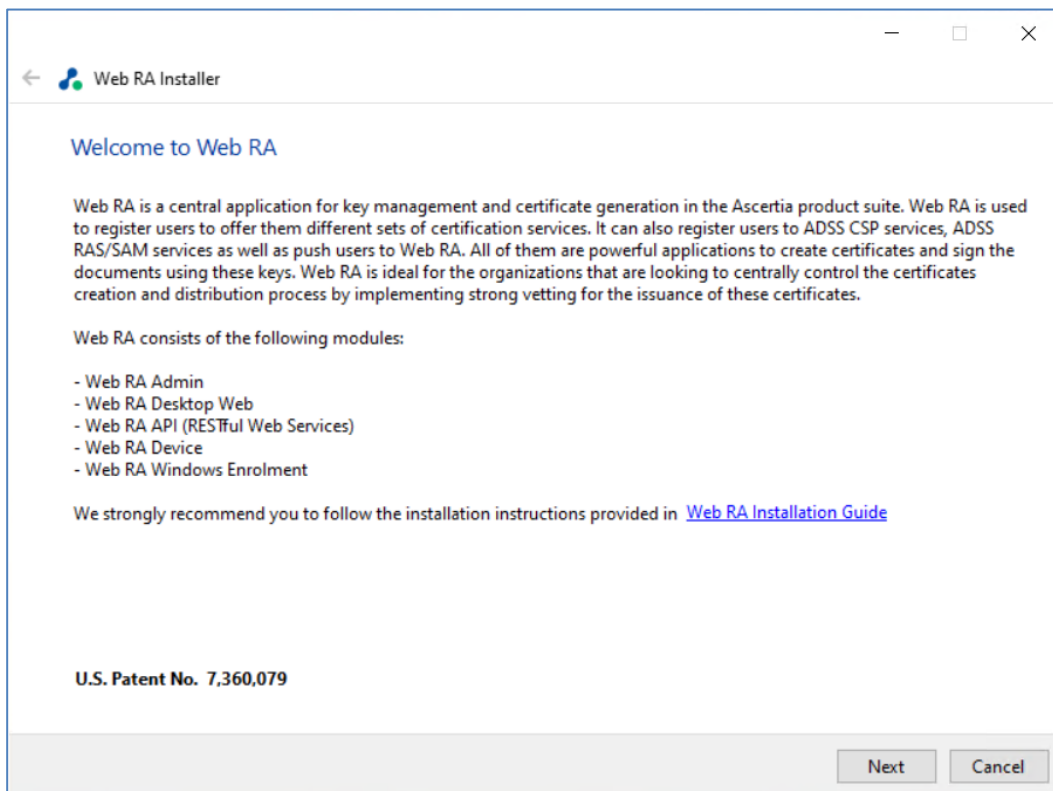 Web RA Installer
Welcome to Web RA
Web RA is a central application for key management and certificate generation in the Ascertia product suite. Web RA is used
to register users to offer them different sets of certification services. It can also register users to ADSS CSP services, ADSS
RAS/SAM services as well as push users to Web RA. All of them are powerful applications to create certificates and sign the
documents using these keys. Web RA is ideal for the organizations that are looking to centrally control the certificates
creation and distribution process by implementing strong vetting for the issuance of these certificates.
Web RA consists of the following modules:
- Web RA Admin
- Web RA Desktop Web
- Web RA API (RESTful Web Services)
- Web RA Device
- Web RA Windows Enrolment
We strongly recommend you to follow the installation instructions provided in Web RA Installation Guide
U.S. Patent No. 7,360,079
Next Cancel